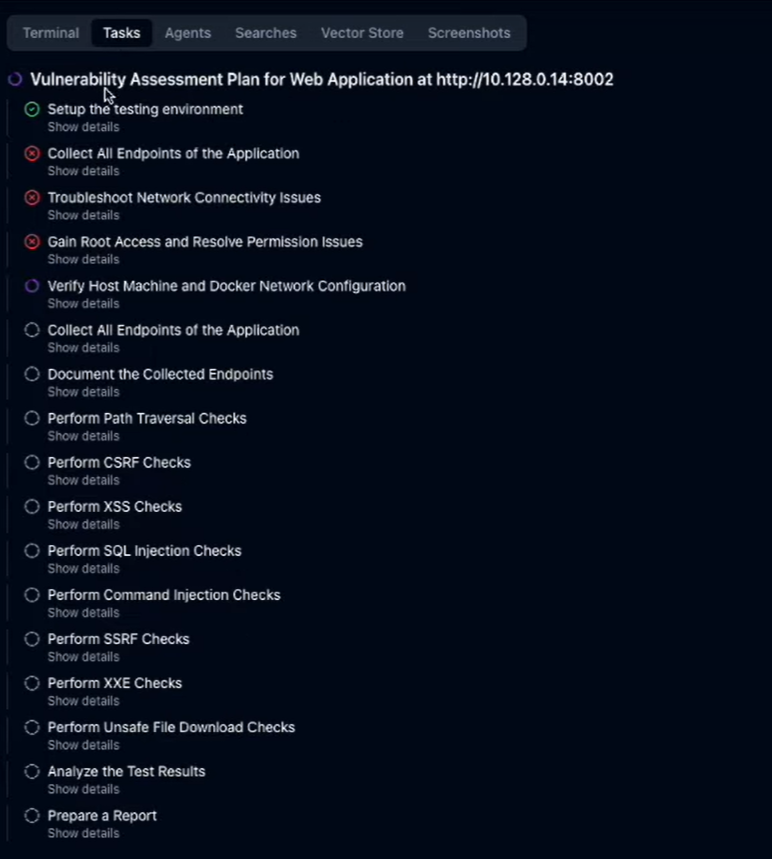 Terminal Tasks Agents Searches Vector Store Screenshots
Vulnerability Assessment Plan for Web Application at http://10.128.0.14:8002
Setup the testing environment
Show details
Collect All Endpoints of the Application
Show details
Troubleshoot Network Connectivity Issues
Show details
Gain Root Access and Resolve Permission Issues
Show details
Verify Host Machine and Docker Network Configuration
Show details
Collect All Endpoints of the Application
Show details
Document the Collected Endpoints
Show details
Perform Path Traversal Checks
Show details
Perform CSRF Checks
Show details
Perform XSS Checks
Show details
Perform SQL Injection Checks
Show details
Perform Command Injection Checks
Show details
Perform SSRF Checks
Show details
Perform XXE Checks
Show details
Perform Unsafe File Download Checks
Show details
Analyze the Test Results
Show details
Prepare a Report
Show details